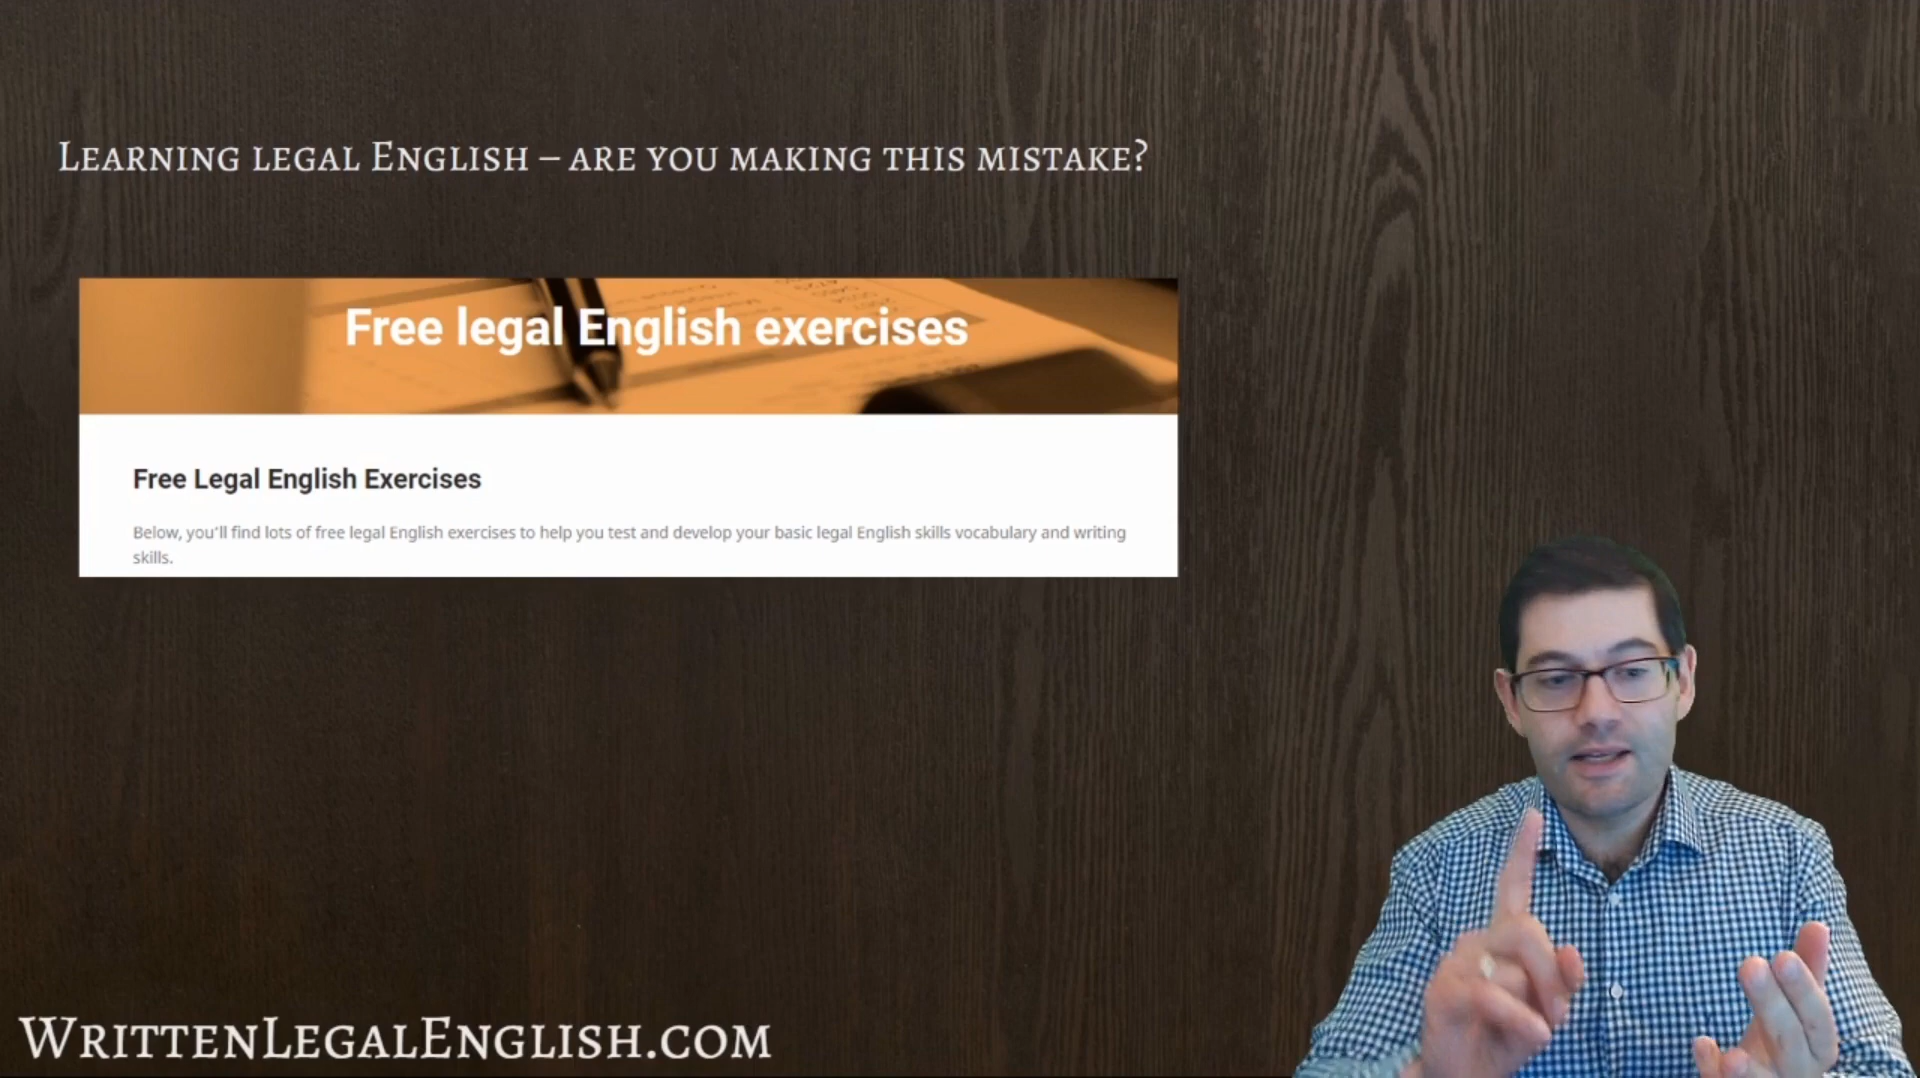 Learning legal English – are you making this mistake?
Free legal English exercises
Free Legal English Exercises
Below, you'll find lots of free legal English exercises to help you test and develop your basic legal English skills vocabulary and writing
skills.
WrittenLegalEnglish.com